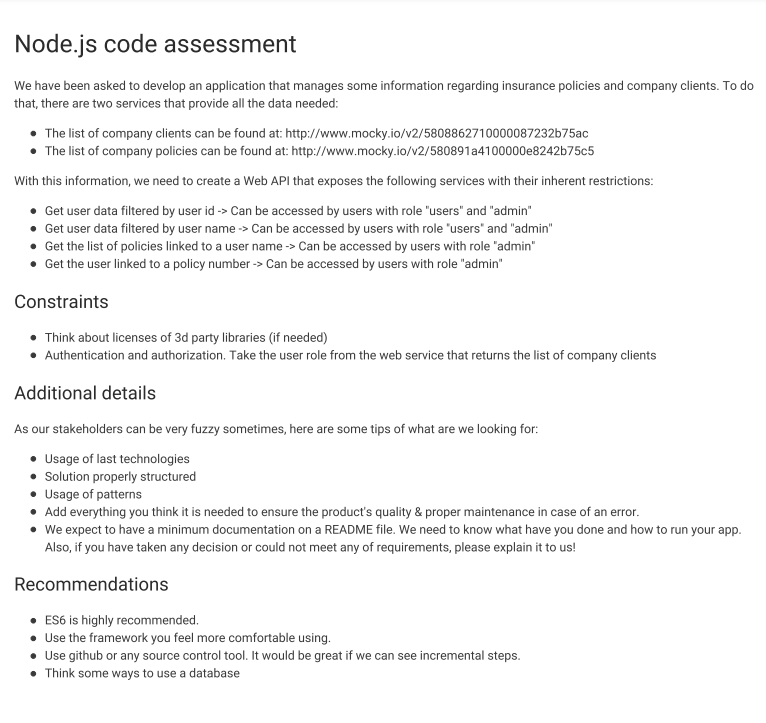 Node.js code assessment
We have been asked to develop an application that manages some information regarding insurance policies and company clients. To do
that, there are two services that provide all the data needed:
● The list of company clients can be found at: http://www.mocky.io/v2/5808862710000087232b75ac
● The list of company policies can be found at: http://www.mocky.io/v2/580891a4100000e8242b75c5
With this information, we need to create a Web API that exposes the following services with their inherent restrictions:
● Get user data filtered by user id -> Can be accessed by users with role "users" and "admin"
● Get user data filtered by user name -> Can be accessed by users with role "users" and "admin"
● Get the list of policies linked to a user name -> Can be accessed by users with role "admin"
● Get the user linked to a policy number -> Can be accessed by users with role "admin"
Constraints
● Think about licenses of 3d party libraries (if needed)
● Authentication and authorization. Take the user role from the web service that returns the list of company clients
Additional details
As our stakeholders can be very fuzzy sometimes, here are some tips of what are we looking for:
● Usage of last technologies
● Solution properly structured
● Usage of patterns
● Add everything you think it is needed to ensure the product's quality & proper maintenance in case of an error.
● We expect to have a minimum documentation on a README file. We need to know what have you done and how to run your app.
Also, if you have taken any decision or could not meet any of requirements, please explain it to us!
Recommendations
● ES6 is highly recommended.
● Use the framework you feel more comfortable using.
● Use github or any source control tool. It would be great if we can see incremental steps.
● Think some ways to use a database